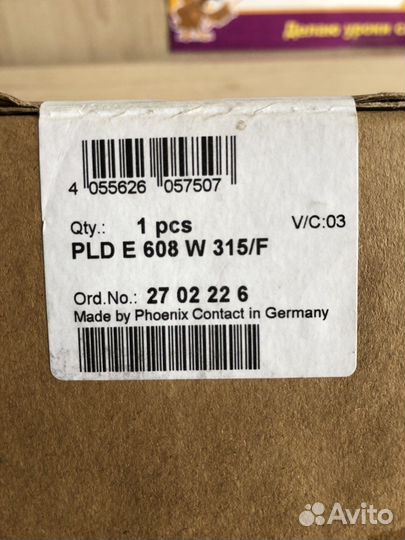 Делаю уроки с
4 055626 057507
Qty.: 1 pcs V/C:03
PLD E 608 W 315/F
Ord.No.: 27 02 22 6
Made by Phoenix Contact in Germany
Avito